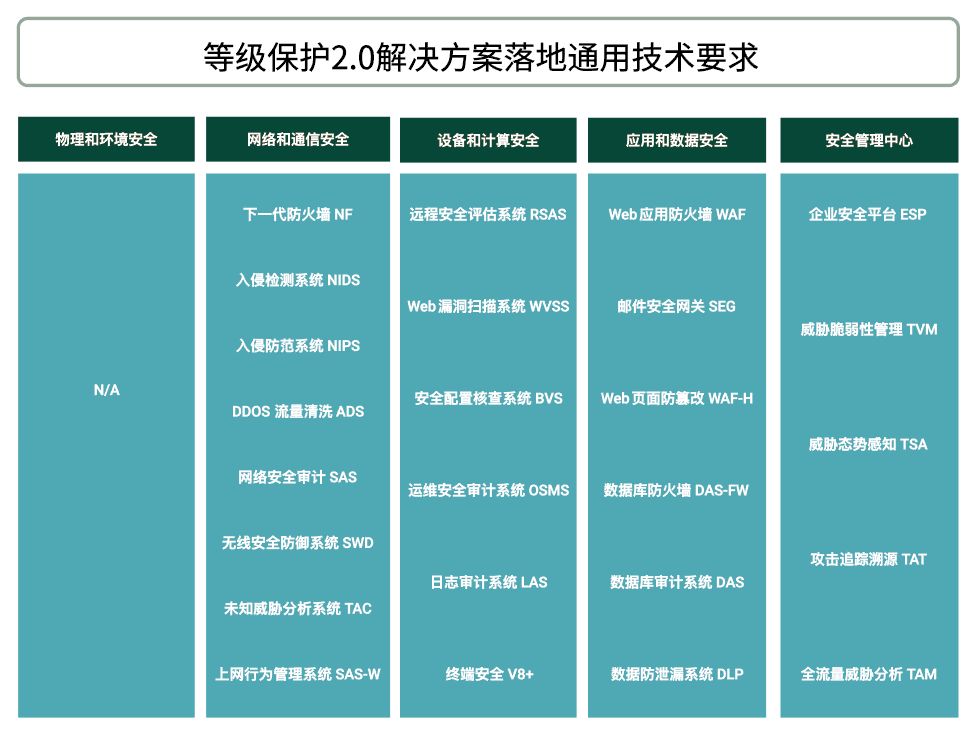 等级保护2.0解决方案落地通用技术要求
物理和环境安全
N/A
网络和通信安全
下一代防火墙 NF
入侵检测系统 NIDS
入侵防范系统 NIPS
DDOS 流量清洗 ADS
网络安全审计 SAS
无线安全防御系统 SWD
未知威胁分析系统 TAC
上网行为管理系统 SAS-W
设备和计算安全
远程安全评估系统 RSAS
Web 漏洞扫描系统 WVSS
安全配置核查系统 BVS
运维安全审计系统 OSMS
日志审计系统 LAS
终端安全 V8+
应用和数据安全
Web 应用防火墙 WAF
邮件安全网关 SEG
Web 页面防篡改 WAF-H
数据库防火墙 DAS-FW
数据库审计系统 DAS
数据防泄漏系统 DLP
安全管理中心
企业安全平台 ESP
威胁脆弱性管理 TVM
威胁态势感知 TSA
攻击追踪溯源 TAT
全流量威胁分析 TAM